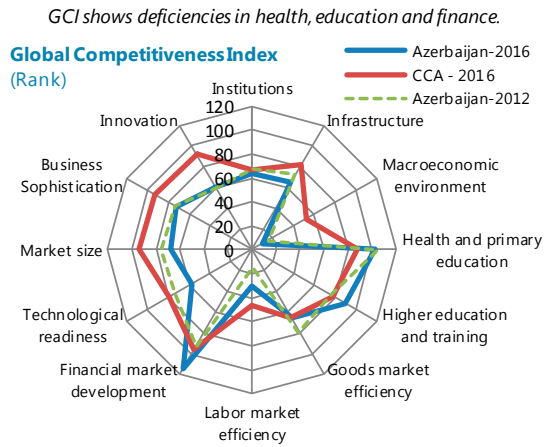 GCI shows deficiencies in health, education and finance.
Global Competitiveness Index
(Rank)
Azerbaijan-2016
CCA - 2016
Azerbaijan-2012
Institutions
Infrastructure
Macroeconomic
environment
Health and primary
education
Higher education
and training
Goods market
efficiency
Labor market
efficiency
Financial market
development
Technological
readiness
Market size
Business
Sophistication
Innovation
120
100
80
60
40
20
0